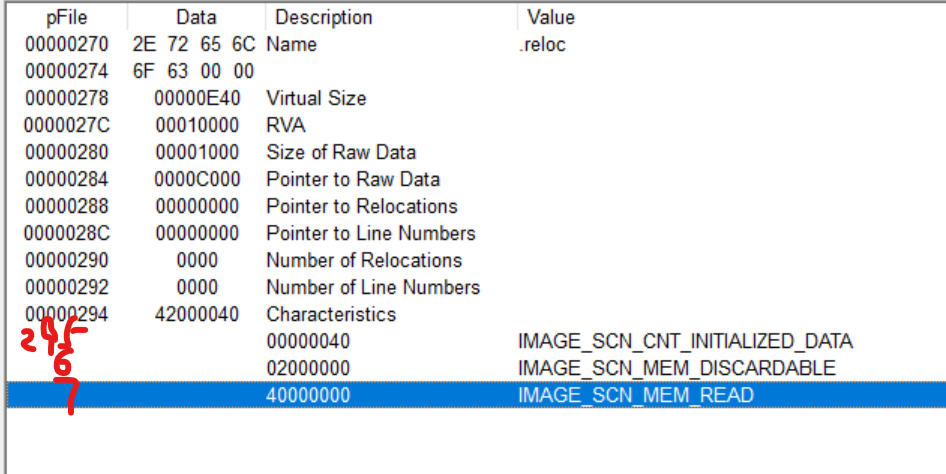 pFile Data Description Value
00000270 2E 72 65 6C Name .reloc
00000274 6F 63 00 00
00000278 00000E40 Virtual Size
0000027C 00010000 RVA
00000280 00001000 Size of Raw Data
00000284 0000C000 Pointer to Raw Data
00000288 00000000 Pointer to Relocations
0000028C 00000000 Pointer to Line Numbers
00000290 0000 Number of Relocations
00000292 0000 Number of Line Numbers
00000294 42000040 Characteristics
295 00000040 IMAGE_SCN_CNT_INITIALIZED_DATA
6 02000000 IMAGE_SCN_MEM_DISCARDABLE
7 40000000 IMAGE_SCN_MEM_READ